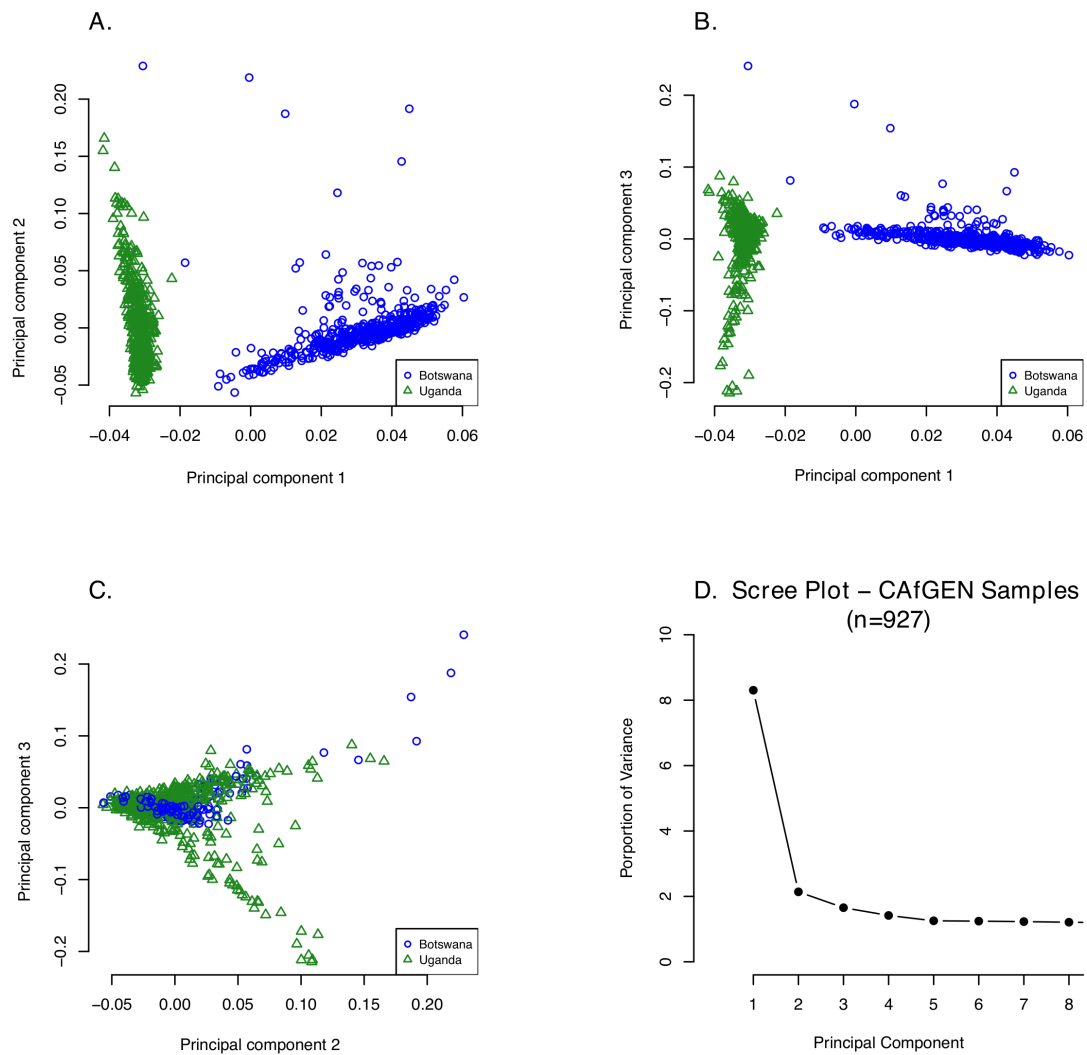 A.
Principal component 2
0.20
0.15
0.10
0.05
0.00
−0.05
−0.04 −0.02 0.00 0.02 0.04 0.06
Principal component 1
Botswana
Uganda
B.
Principal component 3
0.2
0.1
0.0
−0.1
−0.2
−0.04 −0.02 0.00 0.02 0.04 0.06
Principal component 1
Botswana
Uganda
C.
Principal component 3
0.2
0.1
0.0
−0.1
−0.2
−0.05 0.00 0.05 0.10 0.15 0.20
Principal component 2
Botswana
Uganda
D. Scree Plot − CAfGEN Samples
(n=927)
Porportion of Variance
10
8
6
4
2
0
1 2 3 4 5 6 7 8
Principal Component